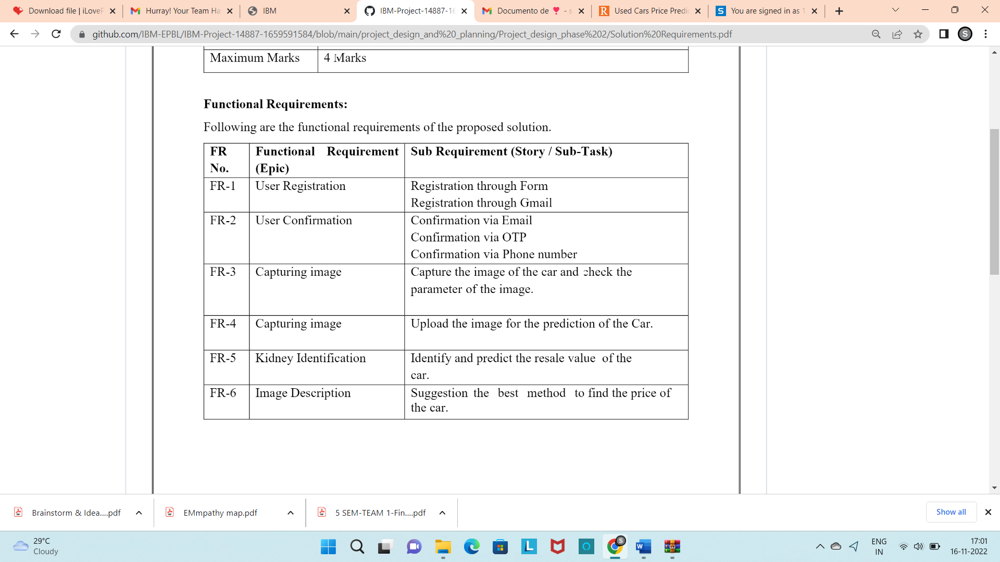 Download file | iLoveP
Hurray! Your Team Ha
IBM
IBM-Project-14887-16
Documento de
- s
Used Cars Price Predic
You are signed in as 1
github.com/IBM-EPBL/IBM-Project-14887-1659591584/blob/main/project_design_and%20_planning/Project_design_phase%202/Solution%20Requirements.pdf
S
Maximum Marks 4 Marks
Functional Requirements:
Following are the functional requirements of the proposed solution.
FR Functional Requirement Sub Requirement (Story / Sub-Task)
No. (Epic)
FR-1 User Registration Registration through Form
Registration through Gmail
FR-2 User Confirmation Confirmation via Email
Confirmation via OTP
Confirmation via Phone number
FR-3 Capturing image Capture the image of the car and check the
parameter of the image.
FR-4 Capturing image Upload the image for the prediction of the Car.
FR-5 Kidney Identification Identify and predict the resale value of the
car.
FR-6 Image Description Suggestion the best method to find the price of
the car.
Brainstorm & Idea....pdf
EMmpathy map.pdf
5 SEM-TEAM 1-Fin....pdf
Show all
29°C
Cloudy
ENG
IN
17:01
16-11-2022